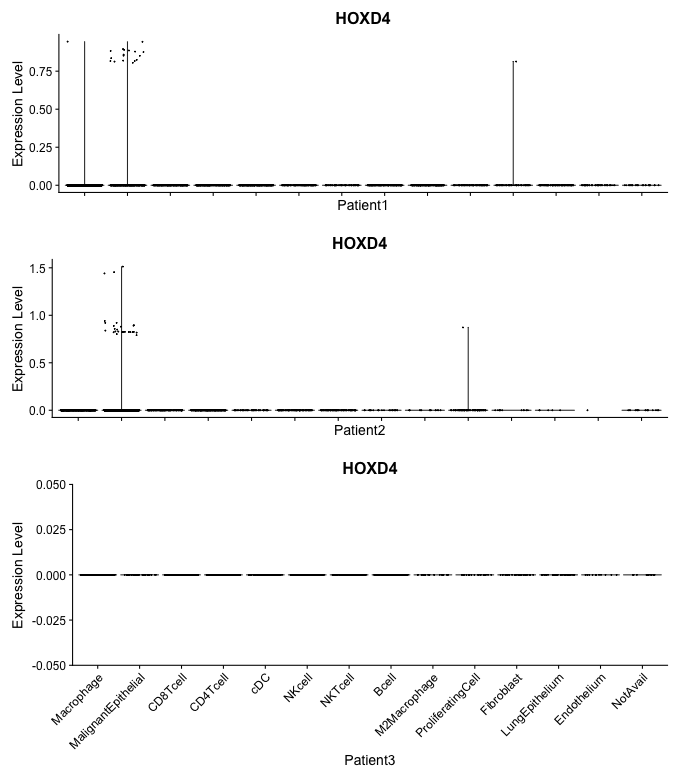 HOXD4
Expression Level
0.75
0.50
0.25
0.00
Patient1
HOXD4
Expression Level
1.5
1.0
0.5
0.0
Patient2
HOXD4
Expression Level
0.050
0.025
0.000
-0.025
-0.050
Macrophage
MalignantEpithelial
CD8Tcell
CD4Tcell
cDC
NKcell
NKTcell
Bcell
M2Macrophage
ProliferatingCell
Fibroblast
LungEpithelium
Endothelium
NotAvail
Patient3